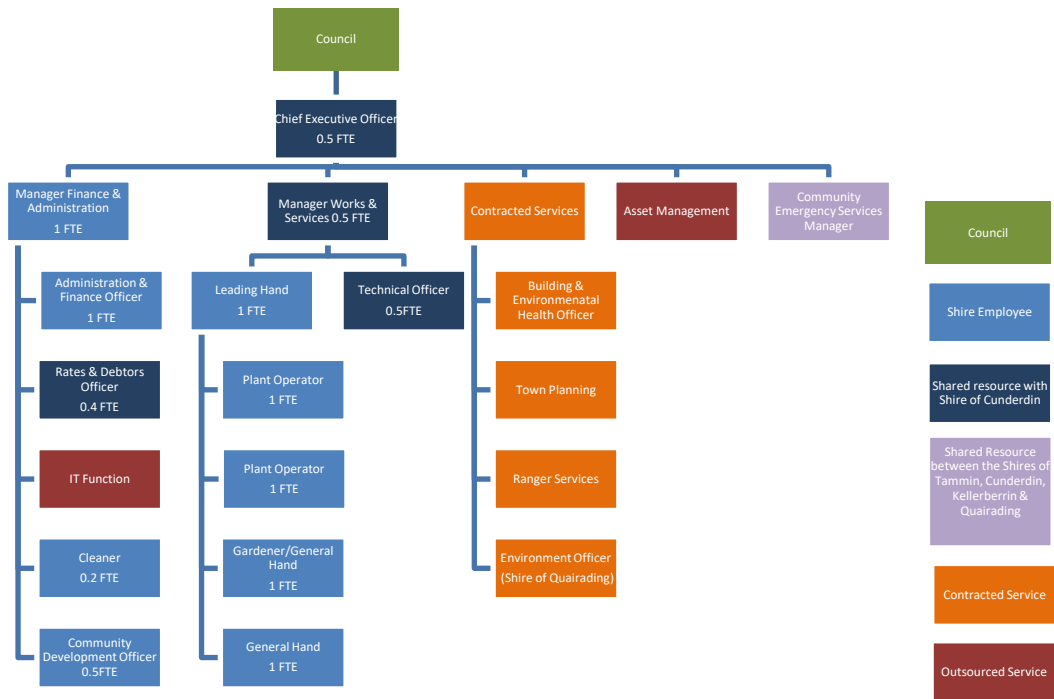 Council
Chief Executive Officer
0.5 FTE
Manager Finance &
Administration
1 FTE
Manager Works &
Services 0.5 FTE
Contracted Services
Asset Management
Community
Emergency Services
Manager
Administration &
Finance Officer
1 FTE
Rates & Debtors
Officer
0.4 FTE
IT Function
Cleaner
0.2 FTE
Community
Development Officer
0.5FTE
Leading Hand
1 FTE
Technical Officer
0.5FTE
Plant Operator
1 FTE
Plant Operator
1 FTE
Gardener/General
Hand
1 FTE
General Hand
1 FTE
Building &
Environmenatal
Health Officer
Town Planning
Ranger Services
Environment Officer
(Shire of Quairading)
Council
Shire Employee
Shared resource with
Shire of Cunderdin
Shared Resource
between the Shires of
Tammin, Cunderdin,
Kellerberrin &
Quairading
Contracted Service
Outsourced Service